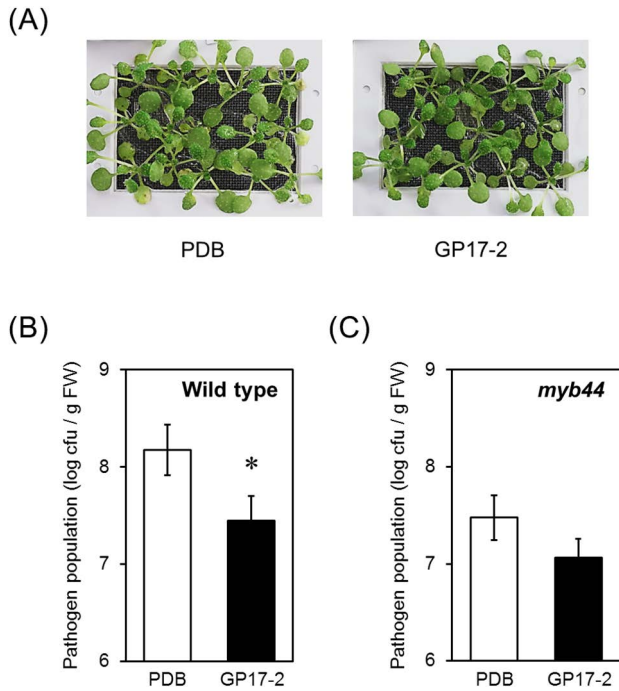 (A)
PDB
GP17-2
(B)
Pathogen population (log cfu / g FW)
9
8
7
6
Wild type
*
PDB
GP17-2
(C)
Pathogen population (log cfu / g FW)
9
8
7
6
myb44
PDB
GP17-2